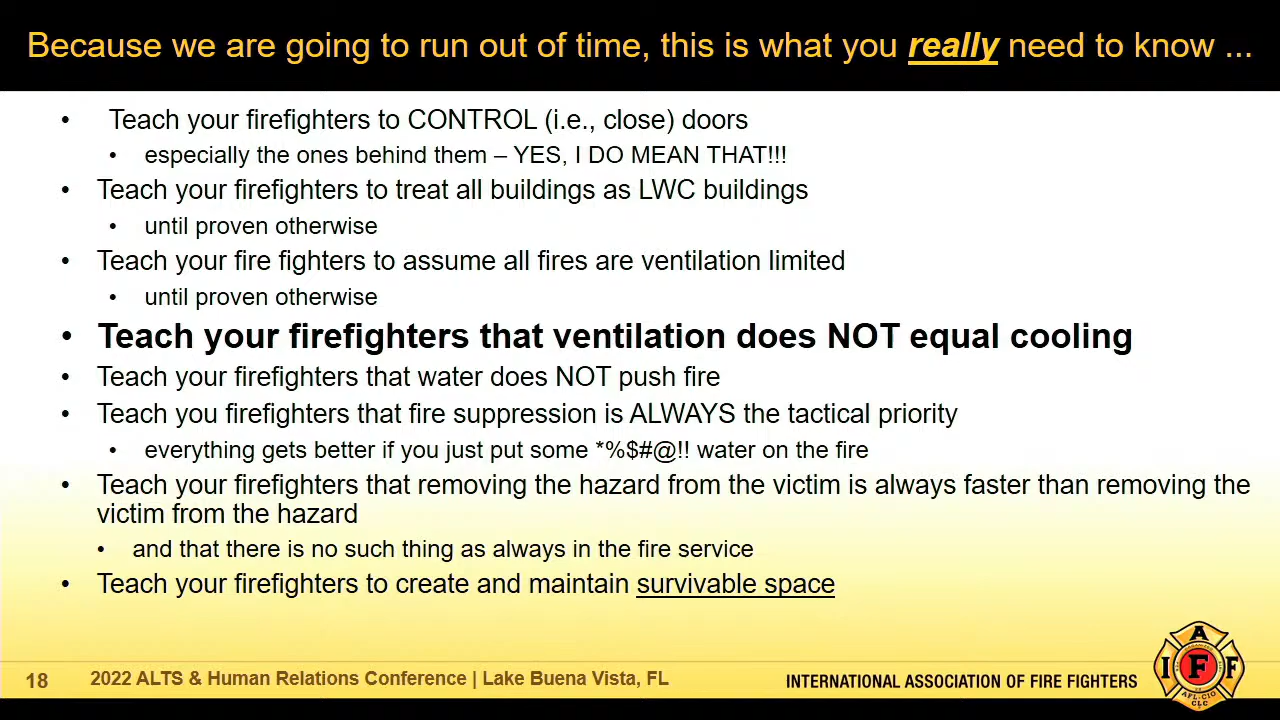 Because we are going to run out of time, this is what you really need to know ...
• Teach your firefighters to CONTROL (i.e., close) doors
• especially the ones behind them – YES, I DO MEAN THAT!!!
• Teach your firefighters to treat all buildings as LWC buildings
• until proven otherwise
• Teach your fire fighters to assume all fires are ventilation limited
• until proven otherwise
• Teach your firefighters that ventilation does NOT equal cooling
• Teach your firefighters that water does NOT push fire
• Teach you firefighters that fire suppression is ALWAYS the tactical priority
• everything gets better if you just put some *%$#@!! water on the fire
• Teach your firefighters that removing the hazard from the victim is always faster than removing the
victim from the hazard
• and that there is no such thing as always in the fire service
• Teach your firefighters to create and maintain survivable space
18 2022 ALTS & Human Relations Conference | Lake Buena Vista, FL
INTERNATIONAL ASSOCIATION OF FIRE FIGHTERS
A
I F F
AFL-CIO
CLC